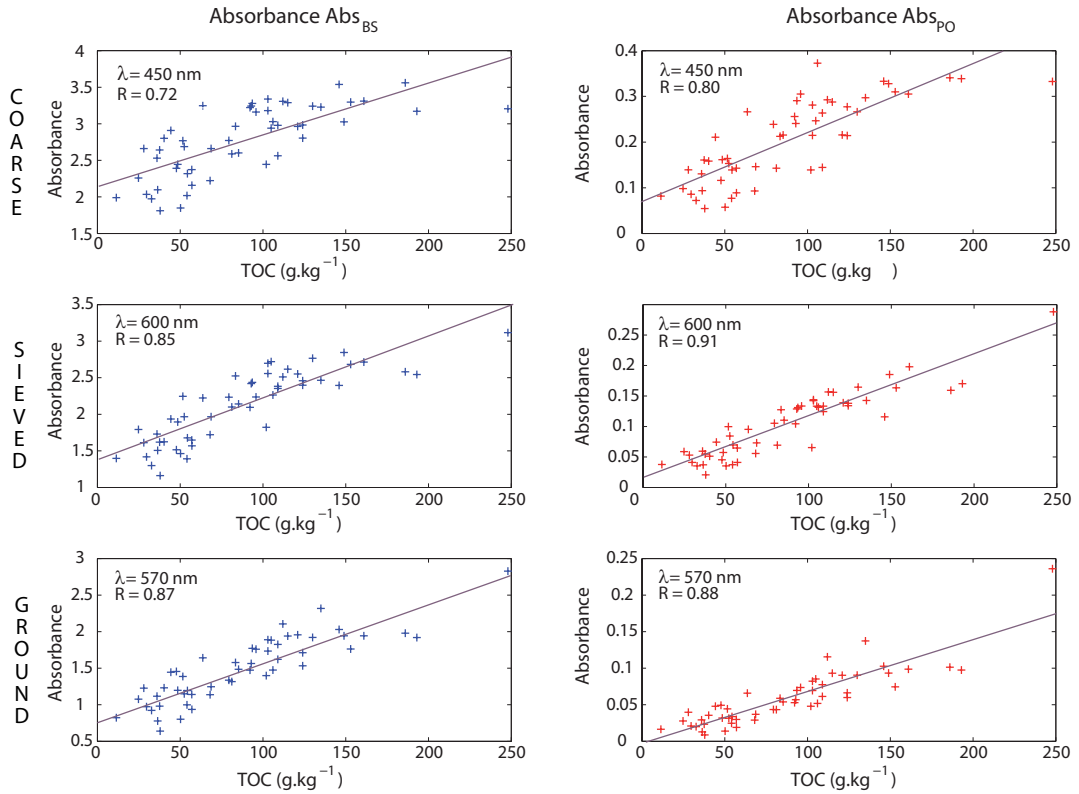 Absorbance Abs_BS
Absorbance Abs_PO
COARSE
4
3.5
3
2.5
2
1.5
1
Absorbance
λ= 450 nm
R = 0.72
0 50 100 150 200 250
TOC (g.kg⁻¹)
0.4
0.3
0.2
0.1
0
Absorbance
λ= 450 nm
R = 0.80
0 50 100 150 200 250
TOC (g.kg )
SIEVED
3.5
3
2.5
2
1.5
1
Absorbance
λ= 600 nm
R = 0.85
0 50 100 150 200 250
TOC (g.kg⁻¹)
0.25
0.2
0.15
0.1
0.05
0
Absorbance
λ= 600 nm
R = 0.91
0 50 100 150 200 250
TOC (g.kg⁻¹)
GROUND
3
2.5
2
1.5
1
0.5
Absorbance
λ= 570 nm
R = 0.87
0 50 100 150 200 250
TOC (g.kg⁻¹)
0.25
0.2
0.15
0.1
0.05
0
Absorbance
λ= 570 nm
R = 0.88
0 50 100 150 200 250
TOC (g.kg⁻¹)